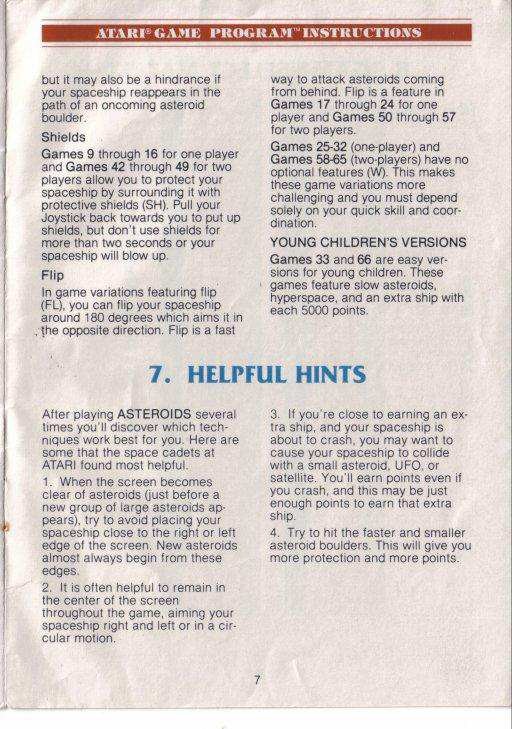 ATARI® GAME PROGRAM™ INSTRUCTIONS
but it may also be a hindrance if
your spaceship reappears in the
path of an oncoming asteroid
boulder.
Shields
Games 9 through 16 for one player
and Games 42 through 49 for two
players allow you to protect your
spaceship by surrounding it with
protective shields (SH). Pull your
Joystick back towards you to put up
shields, but don't use shields for
more than two seconds or your
spaceship will blow up.
Flip
In game variations featuring flip
(FL), you can flip your spaceship
around 180 degrees which aims it in
the opposite direction. Flip is a fast
way to attack asteroids coming
from behind. Flip is a feature in
Games 17 through 24 for one
player and Games 50 through 57
for two players.
Games 25-32 (one-player) and
Games 58-65 (two-players) have no
optional features (W). This makes
these game variations more
challenging and you must depend
solely on your quick skill and coor-
dination.
YOUNG CHILDREN'S VERSIONS
Games 33 and 66 are easy ver-
sions for young children. These
games feature slow asteroids,
hyperspace, and an extra ship with
each 5000 points.
7. HELPFUL HINTS
After playing ASTEROIDS several
times you'll discover which tech-
niques work best for you. Here are
some that the space cadets at
ATARI found most helpful.
1. When the screen becomes
clear of asteroids (just before a
new group of large asteroids ap-
pears), try to avoid placing your
spaceship close to the right or left
edge of the screen. New asteroids
almost always begin from these
edges.
2. It is often helpful to remain in
the center of the screen
throughout the game, aiming your
spaceship right and left or in a cir-
cular motion.
3. If you're close to earning an ex-
tra ship, and your spaceship is
about to crash, you may want to
cause your spaceship to collide
with a small asteroid, UFO, or
satellite. You'll earn points even if
you crash, and this may be just
enough points to earn that extra
ship.
4. Try to hit the faster and smaller
asteroid boulders. This will give you
more protection and more points.
7